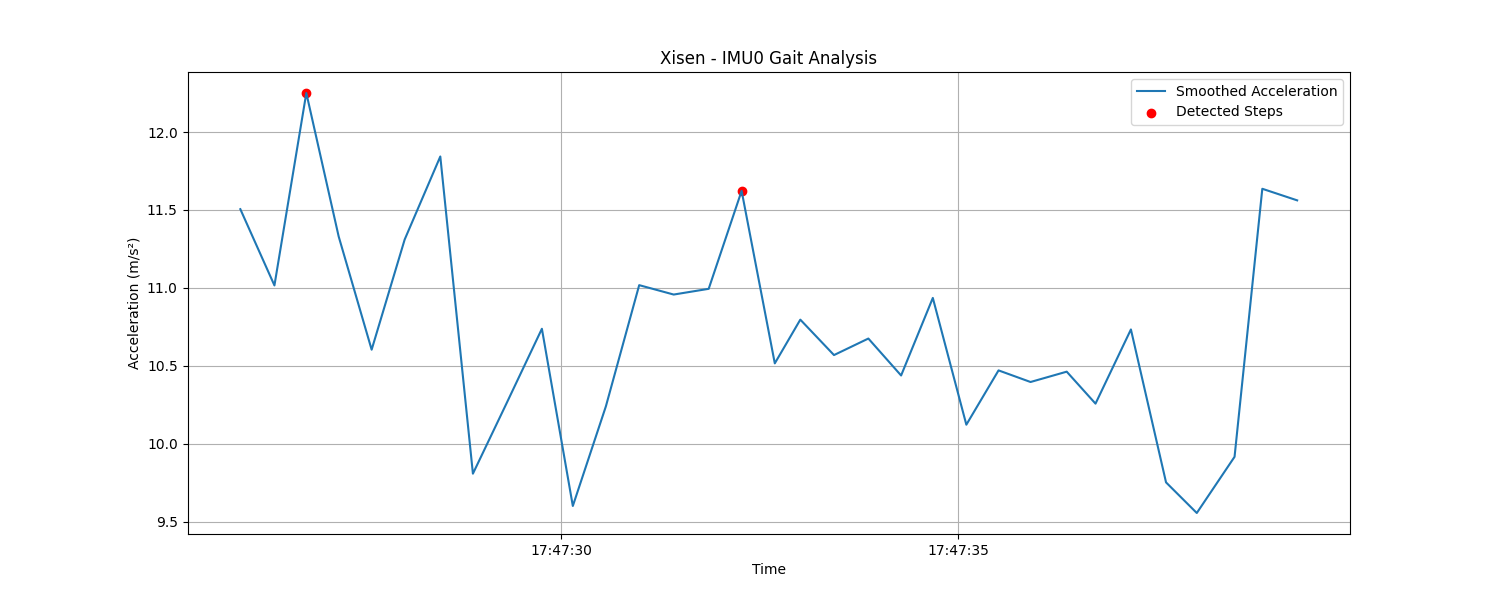 Xisen - IMU0 Gait Analysis
Smoothed Acceleration
Detected Steps
Acceleration (m/s²)
12.0
11.5
11.0
10.5
10.0
9.5
17:47:30
17:47:35
Time